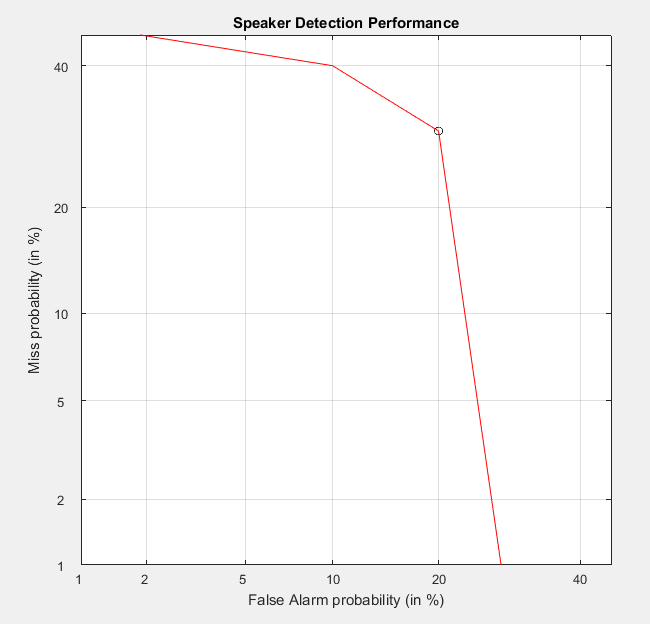 Speaker Detection Performance
Miss probability (in %)
40
20
10
5
2
1
1 2 5 10 20 40
False Alarm probability (in %)